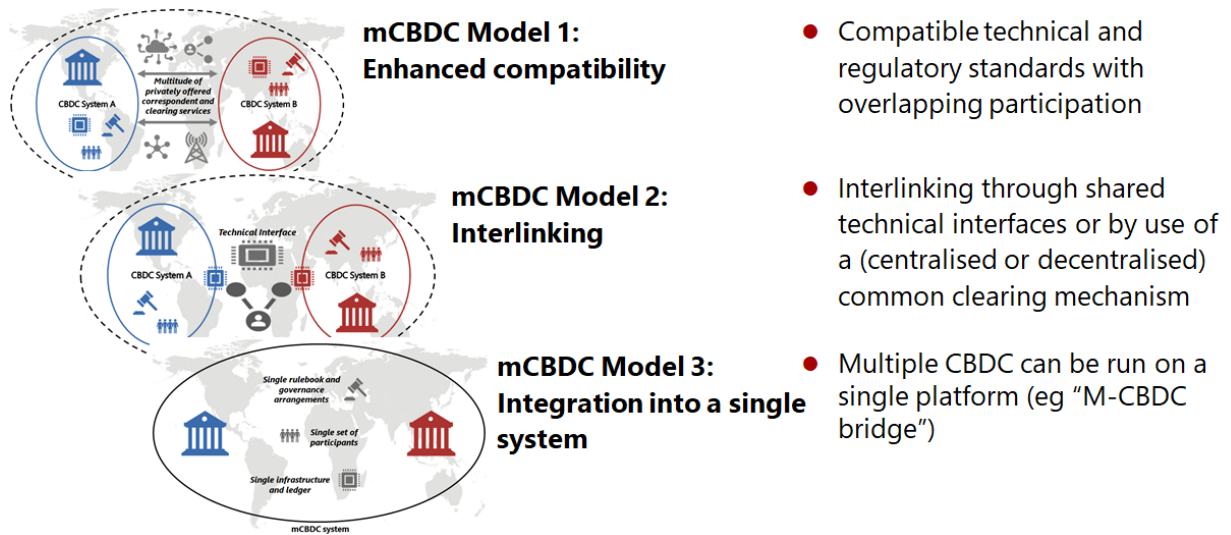 mCBDC Model 1:
Enhanced compatibility
Multitude of
privately offered
correspondent and
clearing services
CBDC System A
CBDC System B
● Compatible technical and
regulatory standards with
overlapping participation
mCBDC Model 2:
Interlinking
Technical Interface
CBDC System A
CBDC System B
● Interlinking through shared
technical interfaces or by use of
a (centralised or decentralised)
common clearing mechanism
mCBDC Model 3:
Integration into a single
system
Single rulebook and
governance
arrangements
Single set of
participants
Single infrastructure
and ledger
mCBDC system
● Multiple CBDC can be run on a
single platform (eg “M-CBDC
bridge”)